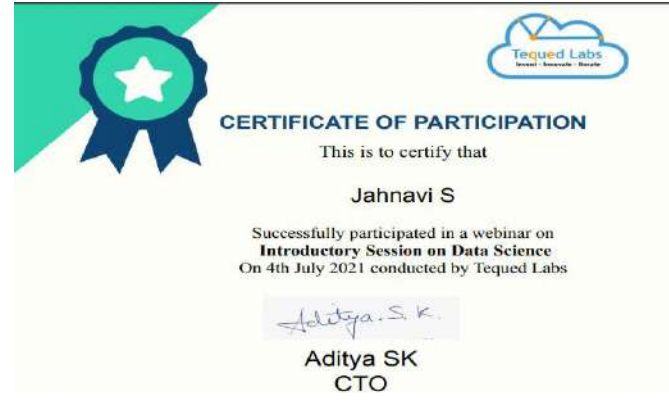 Tequed Labs
Invent - Innovate - Iterate
CERTIFICATE OF PARTICIPATION
This is to certify that
Jahnavi S
Successfully participated in a webinar on
Introductory Session on Data Science
On 4th July 2021 conducted by Tequed Labs
Aditya. S. K.
Aditya SK
CTO